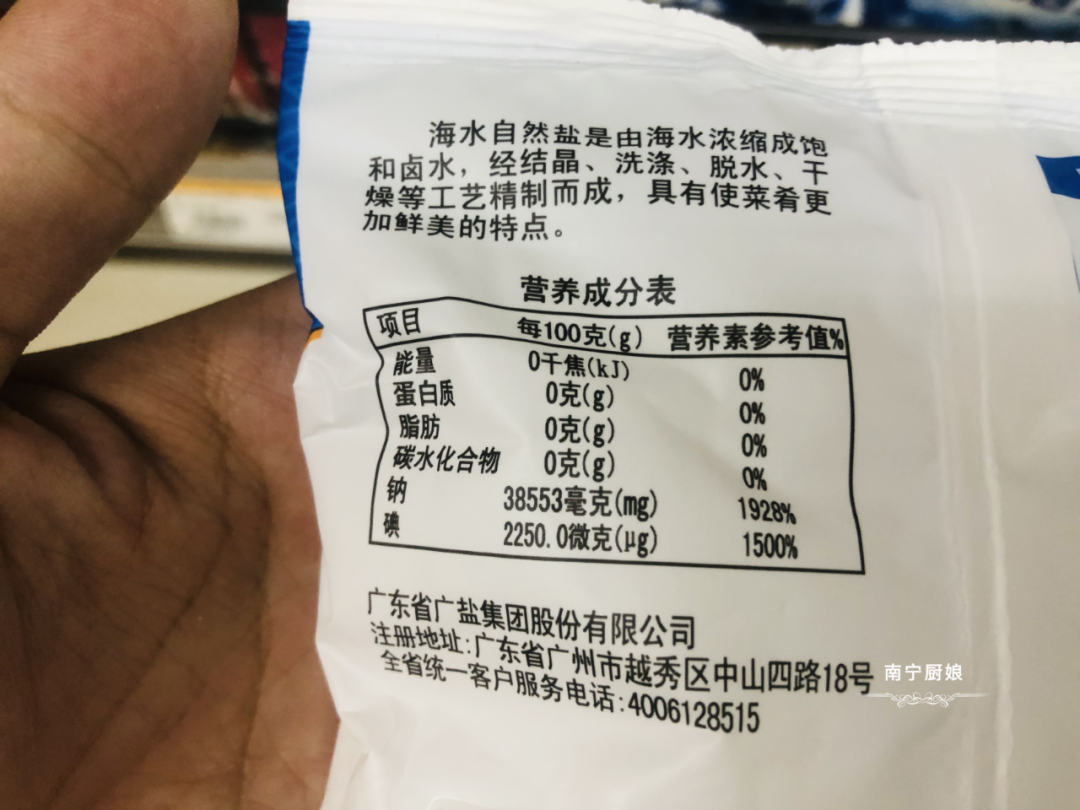 海水自然盐是由海水浓缩成饱
和卤水，经结晶、洗涤、脱水、干
燥等工艺精制而成，具有使菜肴更
加鲜美的特点。
营养成分表
项目 每100克(g) 营养素参考值%
能量 0千焦(kJ) 0%
蛋白质 0克(g) 0%
脂肪 0克(g) 0%
碳水化合物 0克(g) 0%
钠 38553毫克(mg) 1928%
碘 2250.0微克(μg) 1500%
广东省广盐集团股份有限公司
注册地址:广东省广州市越秀区中山四路18号
全省统一客户服务电话:4006128515
南宁厨娘